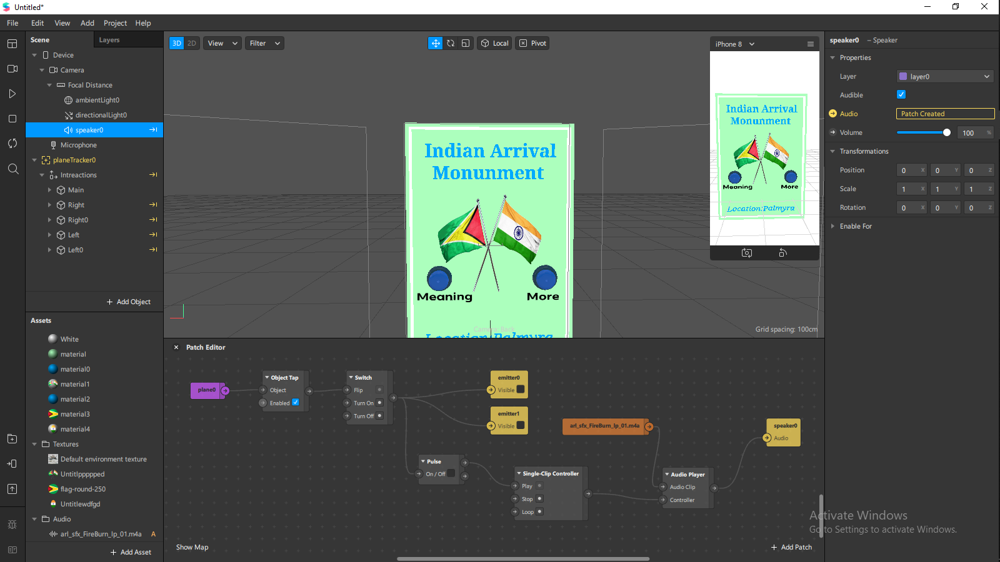 Untitled*
File Edit View Add Project Help
Scene Layers
Device
Camera
Focal Distance
ambientLight0
directionalLight0
speaker0
Microphone
planeTracker0
Intreactions
Main
Right
Right0
Left
Left0
+ Add Object
Assets
White
material
material0
material1
material2
material3
material4
Textures
Default environment texture
Untitlppppped
flag-round-250
Untitlewdfgd
Audio
arl_sfx_FireBurn_lp_01.m4a A
+ Add Asset
3D 2D View Filter
Local Pivot
Indian Arrival
Monunment
Meaning More
Camera: Back
Location:Palmyra
Grid spacing: 100cm
iPhone 8
Indian Arrival
Monunment
Meaning More
Location:Palmyra
Patch Editor
plane0
Object Tap
Object
Enabled
Switch
Flip
Turn On
Turn Off
emitter0
Visible
emitter1
Visible
arl_sfx_FireBurn_lp_01.m4a
speaker0
Audio
Pulse
On / Off
Single-Clip Controller
Play
Stop
Loop
Audio Player
Audio Clip
Controller
Show Map
+ Add Patch
speaker0 – Speaker
Properties
Layer layer0
Audible
Audio Patch Created
Volume 100 %
Transformations
Position 0 X 0 Y 0 Z
Scale 1 X 1 Y 1 Z
Rotation 0 X 0 Y 0 Z
Enable For
Activate Windows
Go to Settings to activate Windows.